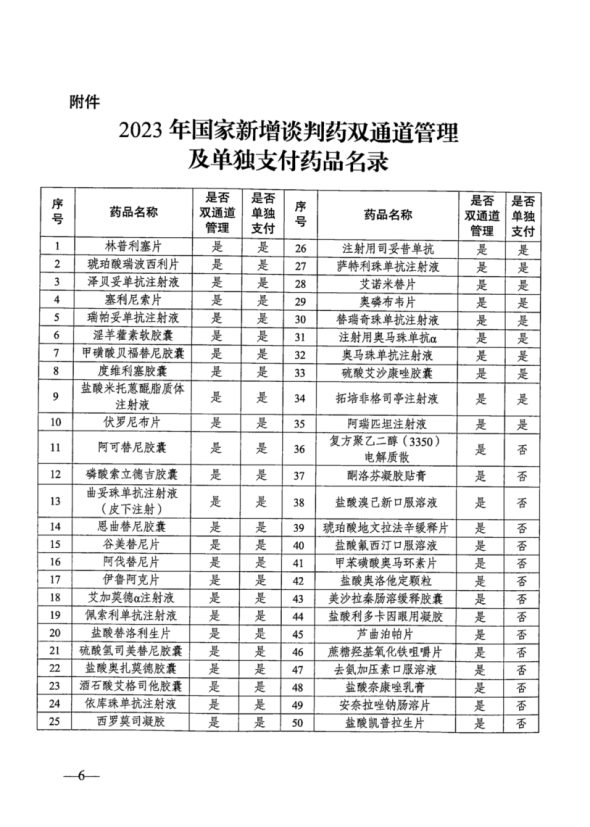 附件
2023 年国家新增谈判药双通道管理
及单独支付药品名录
序号 药品名称 是否双通道管理 是否单独支付 序号 药品名称 是否双通道管理 是否单独支付
1 林普利塞片 是 是 26 注射用司妥昔单抗 是 是
2 琥珀酸瑞波西利片 是 是 27 萨特利珠单抗注射液 是 是
3 泽贝妥单抗注射液 是 是 28 艾诺米替片 是 是
4 塞利尼索片 是 是 29 奥磷布韦片 是 是
5 瑞帕妥单抗注射液 是 是 30 替瑞奇珠单抗注射液 是 是
6 淫羊藿素软胶囊 是 是 31 注射用奥马珠单抗α 是 是
7 甲磺酸贝福替尼胶囊 是 是 32 奥马珠单抗注射液 是 是
8 度维利塞胶囊 是 是 33 硫酸艾沙康唑胶囊 是 是
9 盐酸米托蒽醌脂质体注射液 是 是 34 拓培非格司亭注射液 是 是
10 伏罗尼布片 是 是 35 阿瑞匹坦注射液 是 是
11 阿可替尼胶囊 是 是 36 复方聚乙二醇（3350）电解质散 是 否
12 磷酸索立德吉胶囊 是 是 37 酮洛芬凝胶贴膏 是 否
13 曲妥珠单抗注射液（皮下注射） 是 是 38 盐酸溴己新口服溶液 是 否
14 恩曲替尼胶囊 是 是 39 琥珀酸地文拉法辛缓释片 是 否
15 谷美替尼片 是 是 40 盐酸氟西汀口服溶液 是 否
16 阿伐替尼片 是 是 41 甲苯磺酸奥马环素片 是 否
17 伊鲁阿克片 是 是 42 盐酸奥洛他定颗粒 是 否
18 艾加莫德α注射液 是 是 43 美沙拉秦肠溶缓释胶囊 是 否
19 佩索利单抗注射液 是 是 44 盐酸利多卡因眼用凝胶 是 否
20 盐酸替洛利生片 是 是 45 芦曲泊帕片 是 否
21 硫酸氢司美替尼胶囊 是 是 46 蔗糖羟基氧化铁咀嚼片 是 否
22 盐酸奥扎莫德胶囊 是 是 47 去氨加压素口服溶液 是 否
23 酒石酸艾格司他胶囊 是 是 48 盐酸奈康唑乳膏 是 否
24 依库珠单抗注射液 是 是 49 安奈拉唑钠肠溶片 是 否
25 西罗莫司凝胶 是 是 50 盐酸凯普拉生片 是 否
—6—